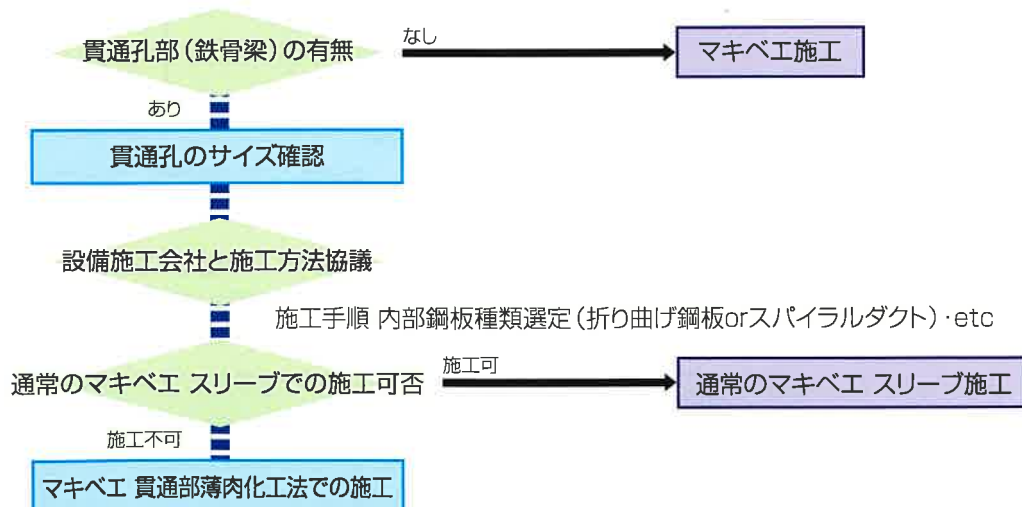 貫通孔部(鉄骨梁)の有無
なし
マキベエ施工
あり
貫通孔のサイズ確認
設備施工会社と施工方法協議
施工手順 内部鋼板種類選定(折り曲げ鋼板orスパイラルダクト)・etc
通常のマキベエ スリーブでの施工可否
施工可
通常のマキベエ スリーブ施工
施工不可
マキベエ 貫通部薄肉化工法での施工